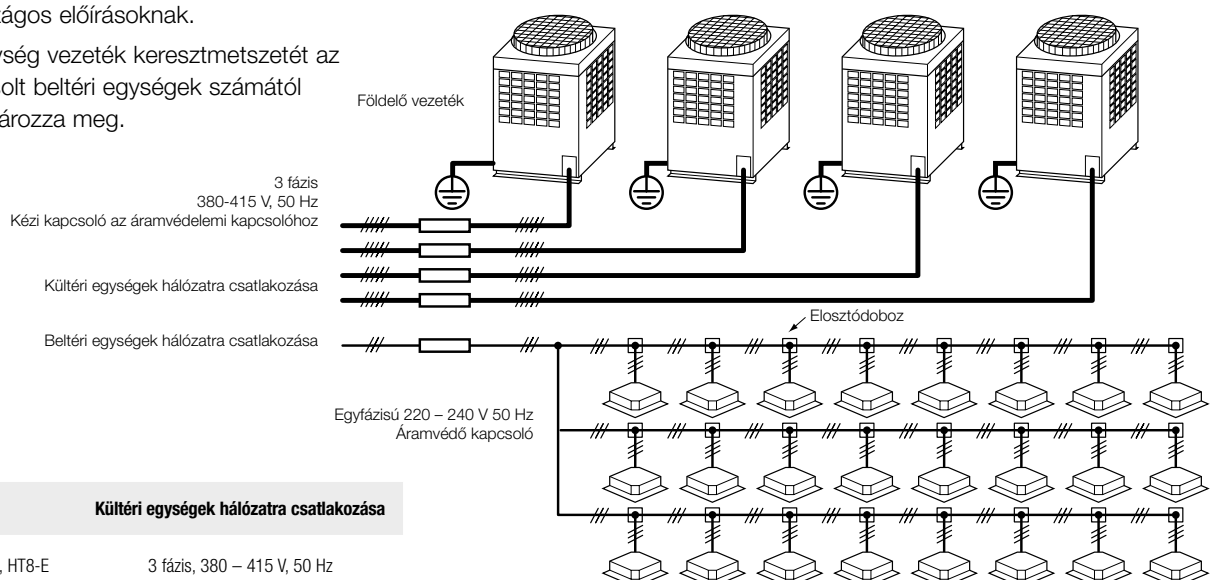 zágos előírásoknak.
ység vezeték keresztmetszetét az
solt beltéri egységek számától
ározza meg.
Földelő vezeték
3 fázis
380-415 V, 50 Hz
Kézi kapcsoló az áramvédelemi kapcsolóhoz
Kültéri egységek hálózatra csatlakozása
Elosztódoboz
Beltéri egységek hálózatra csatlakozása
Egyfázisú 220 – 240 V 50 Hz
Áramvédő kapcsoló
Kültéri egységek hálózatra csatlakozása
, HT8-E 3 fázis, 380 – 415 V, 50 Hz